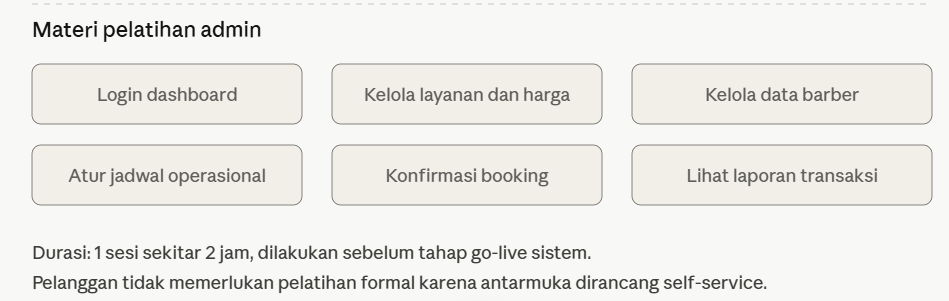 Materi pelatihan admin
Login dashboard
Kelola layanan dan harga
Kelola data barber
Atur jadwal operasional
Konfirmasi booking
Lihat laporan transaksi
Durasi: 1 sesi sekitar 2 jam, dilakukan sebelum tahap go-live sistem.
Pelanggan tidak memerlukan pelatihan formal karena antarmuka dirancang self-service.